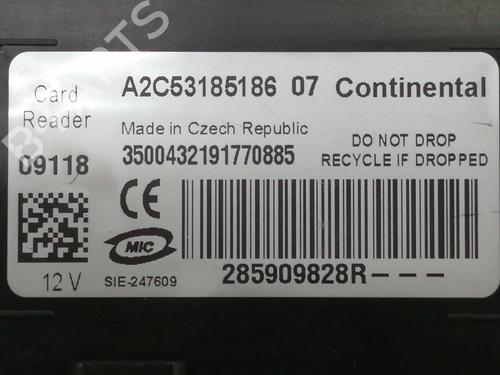 Card
Reader
09118
12 V
A2C53185186 07 Continental
Made in Czech Republic
3500432191770885
DO NOT DROP
RECYCLE IF DROPPED
CE
MIC
SIE-247609
285909828R---
PARTS